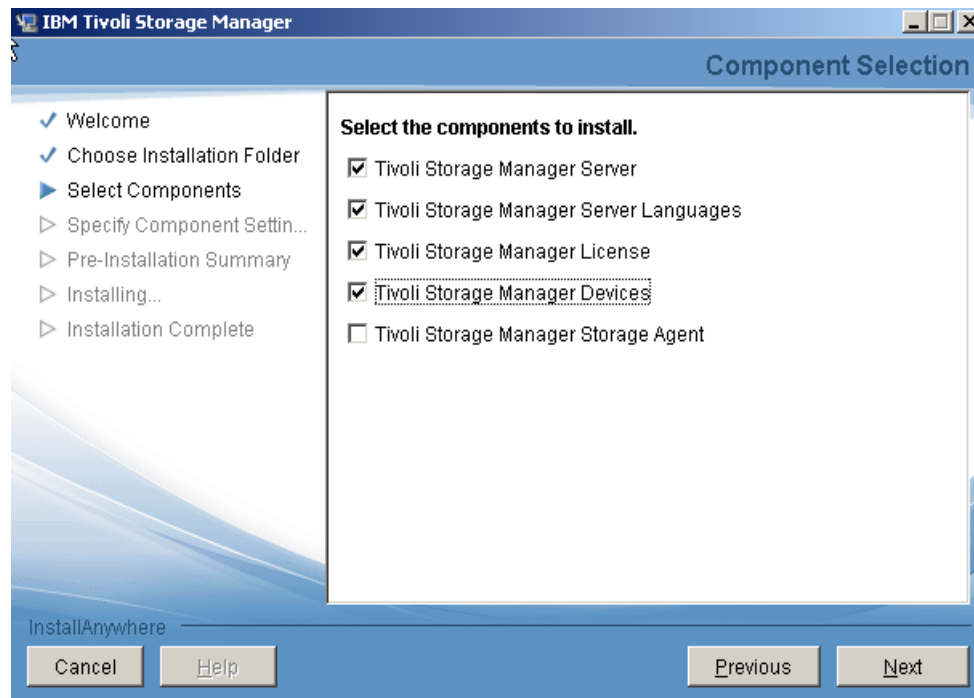 IBM Tivoli Storage Manager
Component Selection
Welcome
Choose Installation Folder
Select Components
Specify Component Settin...
Pre-Installation Summary
Installing...
Installation Complete
Select the components to install.
Tivoli Storage Manager Server
Tivoli Storage Manager Server Languages
Tivoli Storage Manager License
Tivoli Storage Manager Devices
Tivoli Storage Manager Storage Agent
InstallAnywhere
Cancel
Help
Previous
Next